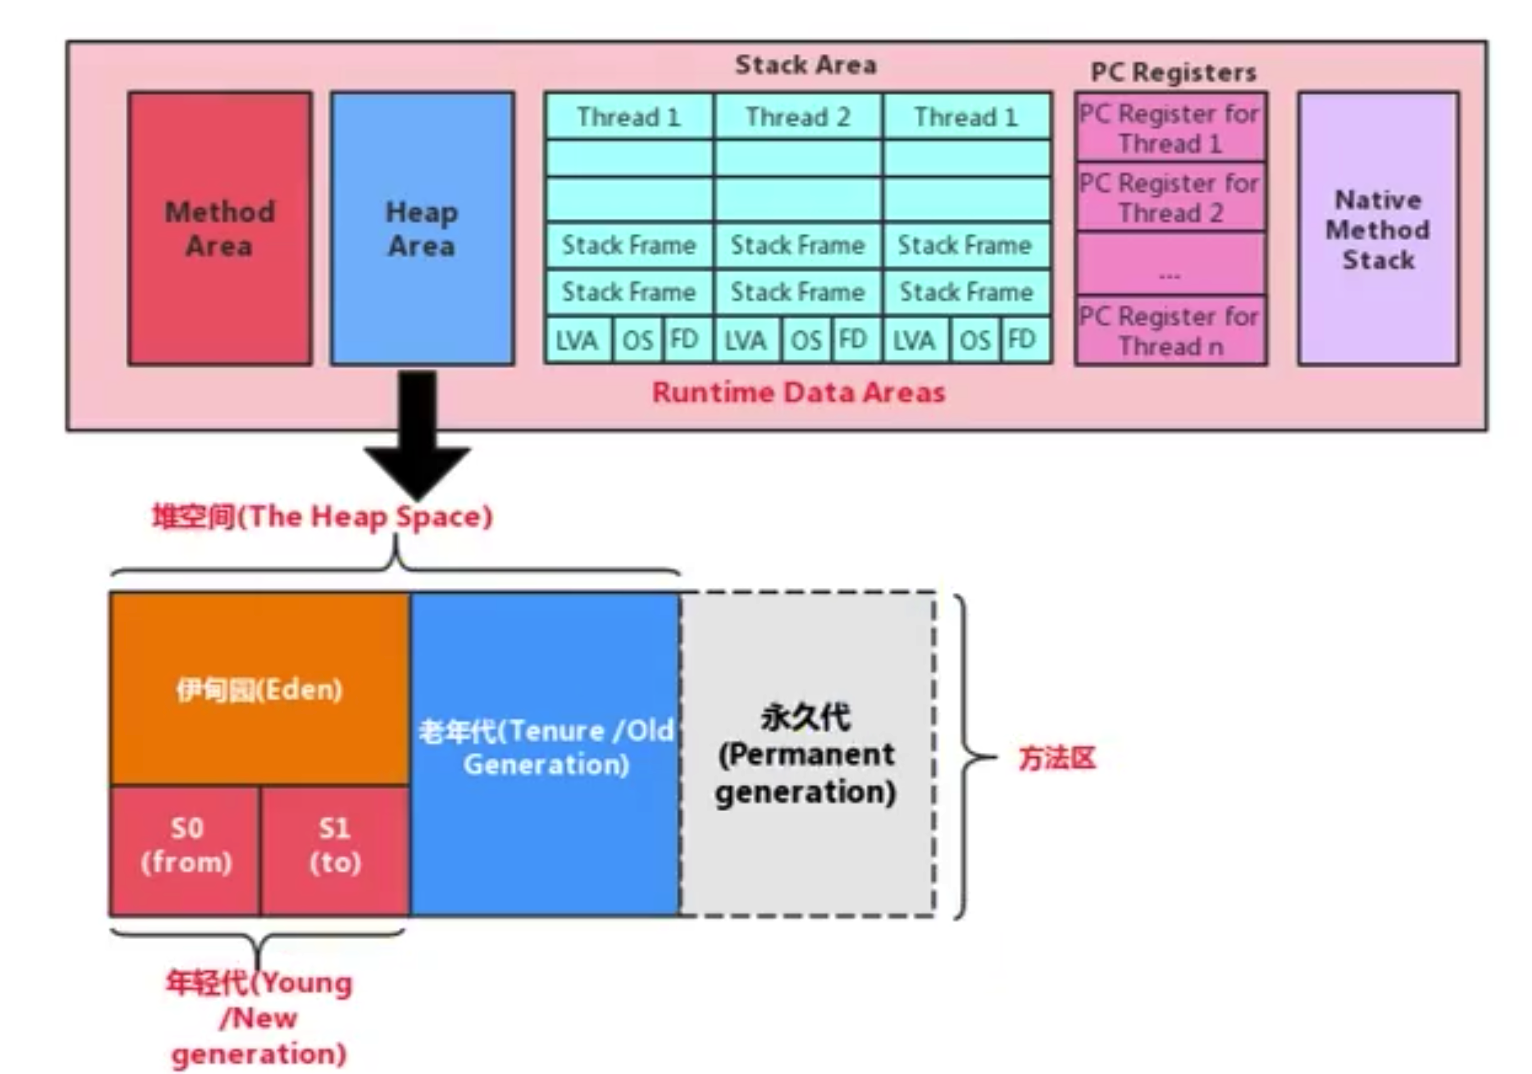 Stack Area
PC Registers
Method
Area
Heap
Area
Thread 1
Thread 2
Thread 1
Stack Frame
Stack Frame
Stack Frame
Stack Frame
Stack Frame
Stack Frame
LVA
OS
FD
LVA
OS
FD
LVA
OS
FD
PC Register for
Thread 1
PC Register for
Thread 2
...
PC Register for
Thread n
Native
Method
Stack
Runtime Data Areas
堆空间(The Heap Space)
伊甸园(Eden)
S0
(from)
S1
(to)
老年代(Tenure /Old
Generation)
永久代
(Permanent
generation)
方法区
年轻代(Young
/New
generation)